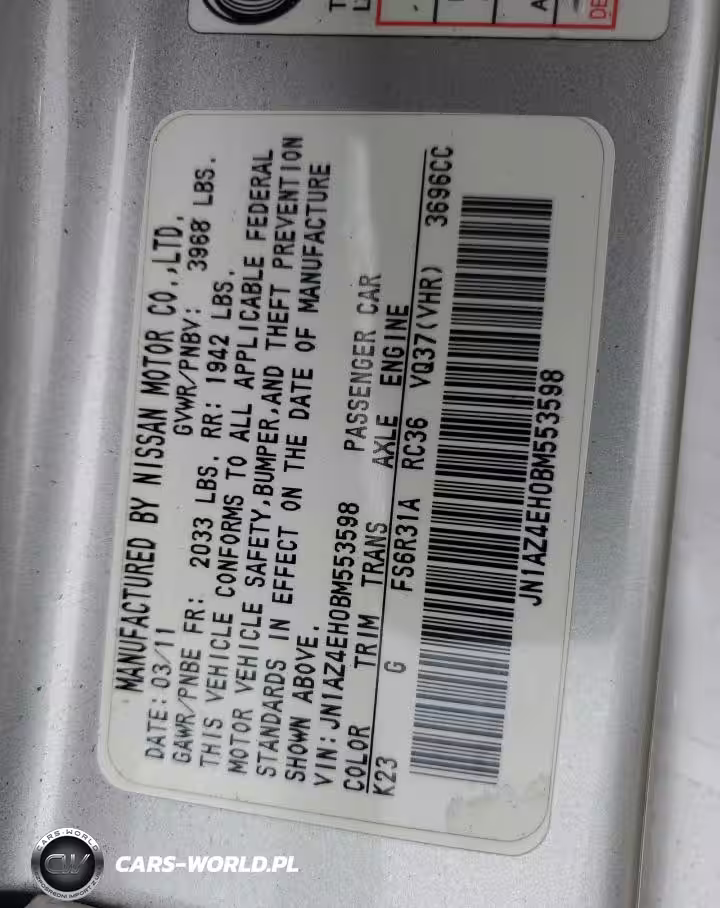 MANUFACTURED BY NISSAN MOTOR CO.,LTD.
DATE: 03/11 GVWR/PNBV: 3968 LBS.
GAWR/PNBE FR: 2033 LBS. RR: 1942 LBS.
THIS VEHICLE CONFORMS TO ALL APPLICABLE FEDERAL
MOTOR VEHICLE SAFETY,BUMPER,AND THEFT PREVENTION
STANDARDS IN EFFECT ON THE DATE OF MANUFACTURE
SHOWN ABOVE.
VIN: JN1AZ4EH0BM553598 PASSENGER CAR
COLOR TRIM TRANS AXLE ENGINE
K23 G FS6R31A RC36 VQ37(VHR) 3696CC
JN1AZ4EH0BM553598
CARS-WORLD
CARS-WORLD.PL